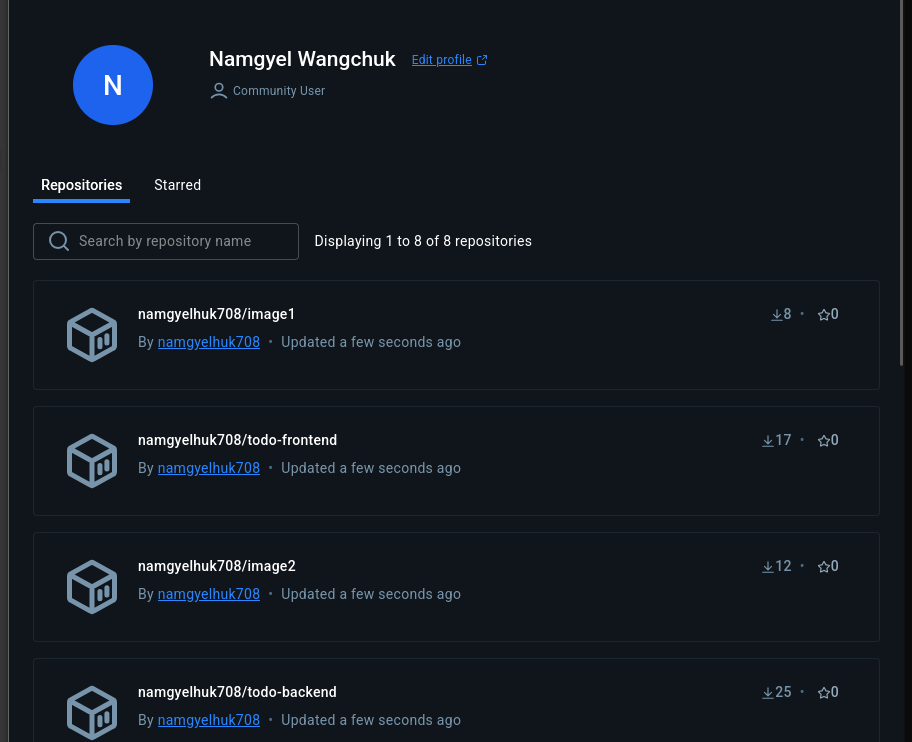 N
Namgyel Wangchuk Edit profile
Community User
Repositories Starred
Search by repository name Displaying 1 to 8 of 8 repositories
namgyelhuk708/image1 8 • 0
By namgyelhuk708 • Updated a few seconds ago
namgyelhuk708/todo-frontend 17 • 0
By namgyelhuk708 • Updated a few seconds ago
namgyelhuk708/image2 12 • 0
By namgyelhuk708 • Updated a few seconds ago
namgyelhuk708/todo-backend 25 • 0
By namgyelhuk708 • Updated a few seconds ago